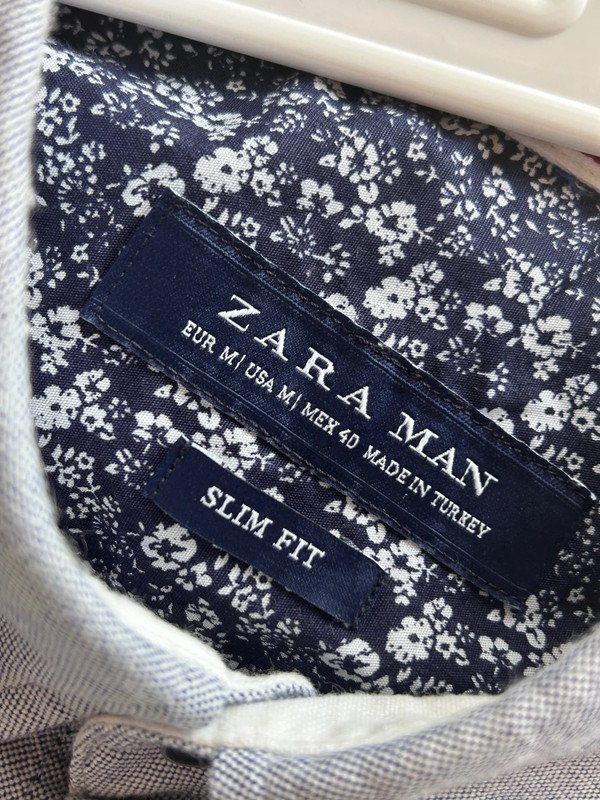 ZARA MAN
EUR M | USA M | MEX 40 MADE IN TURKEY
SLIM FIT